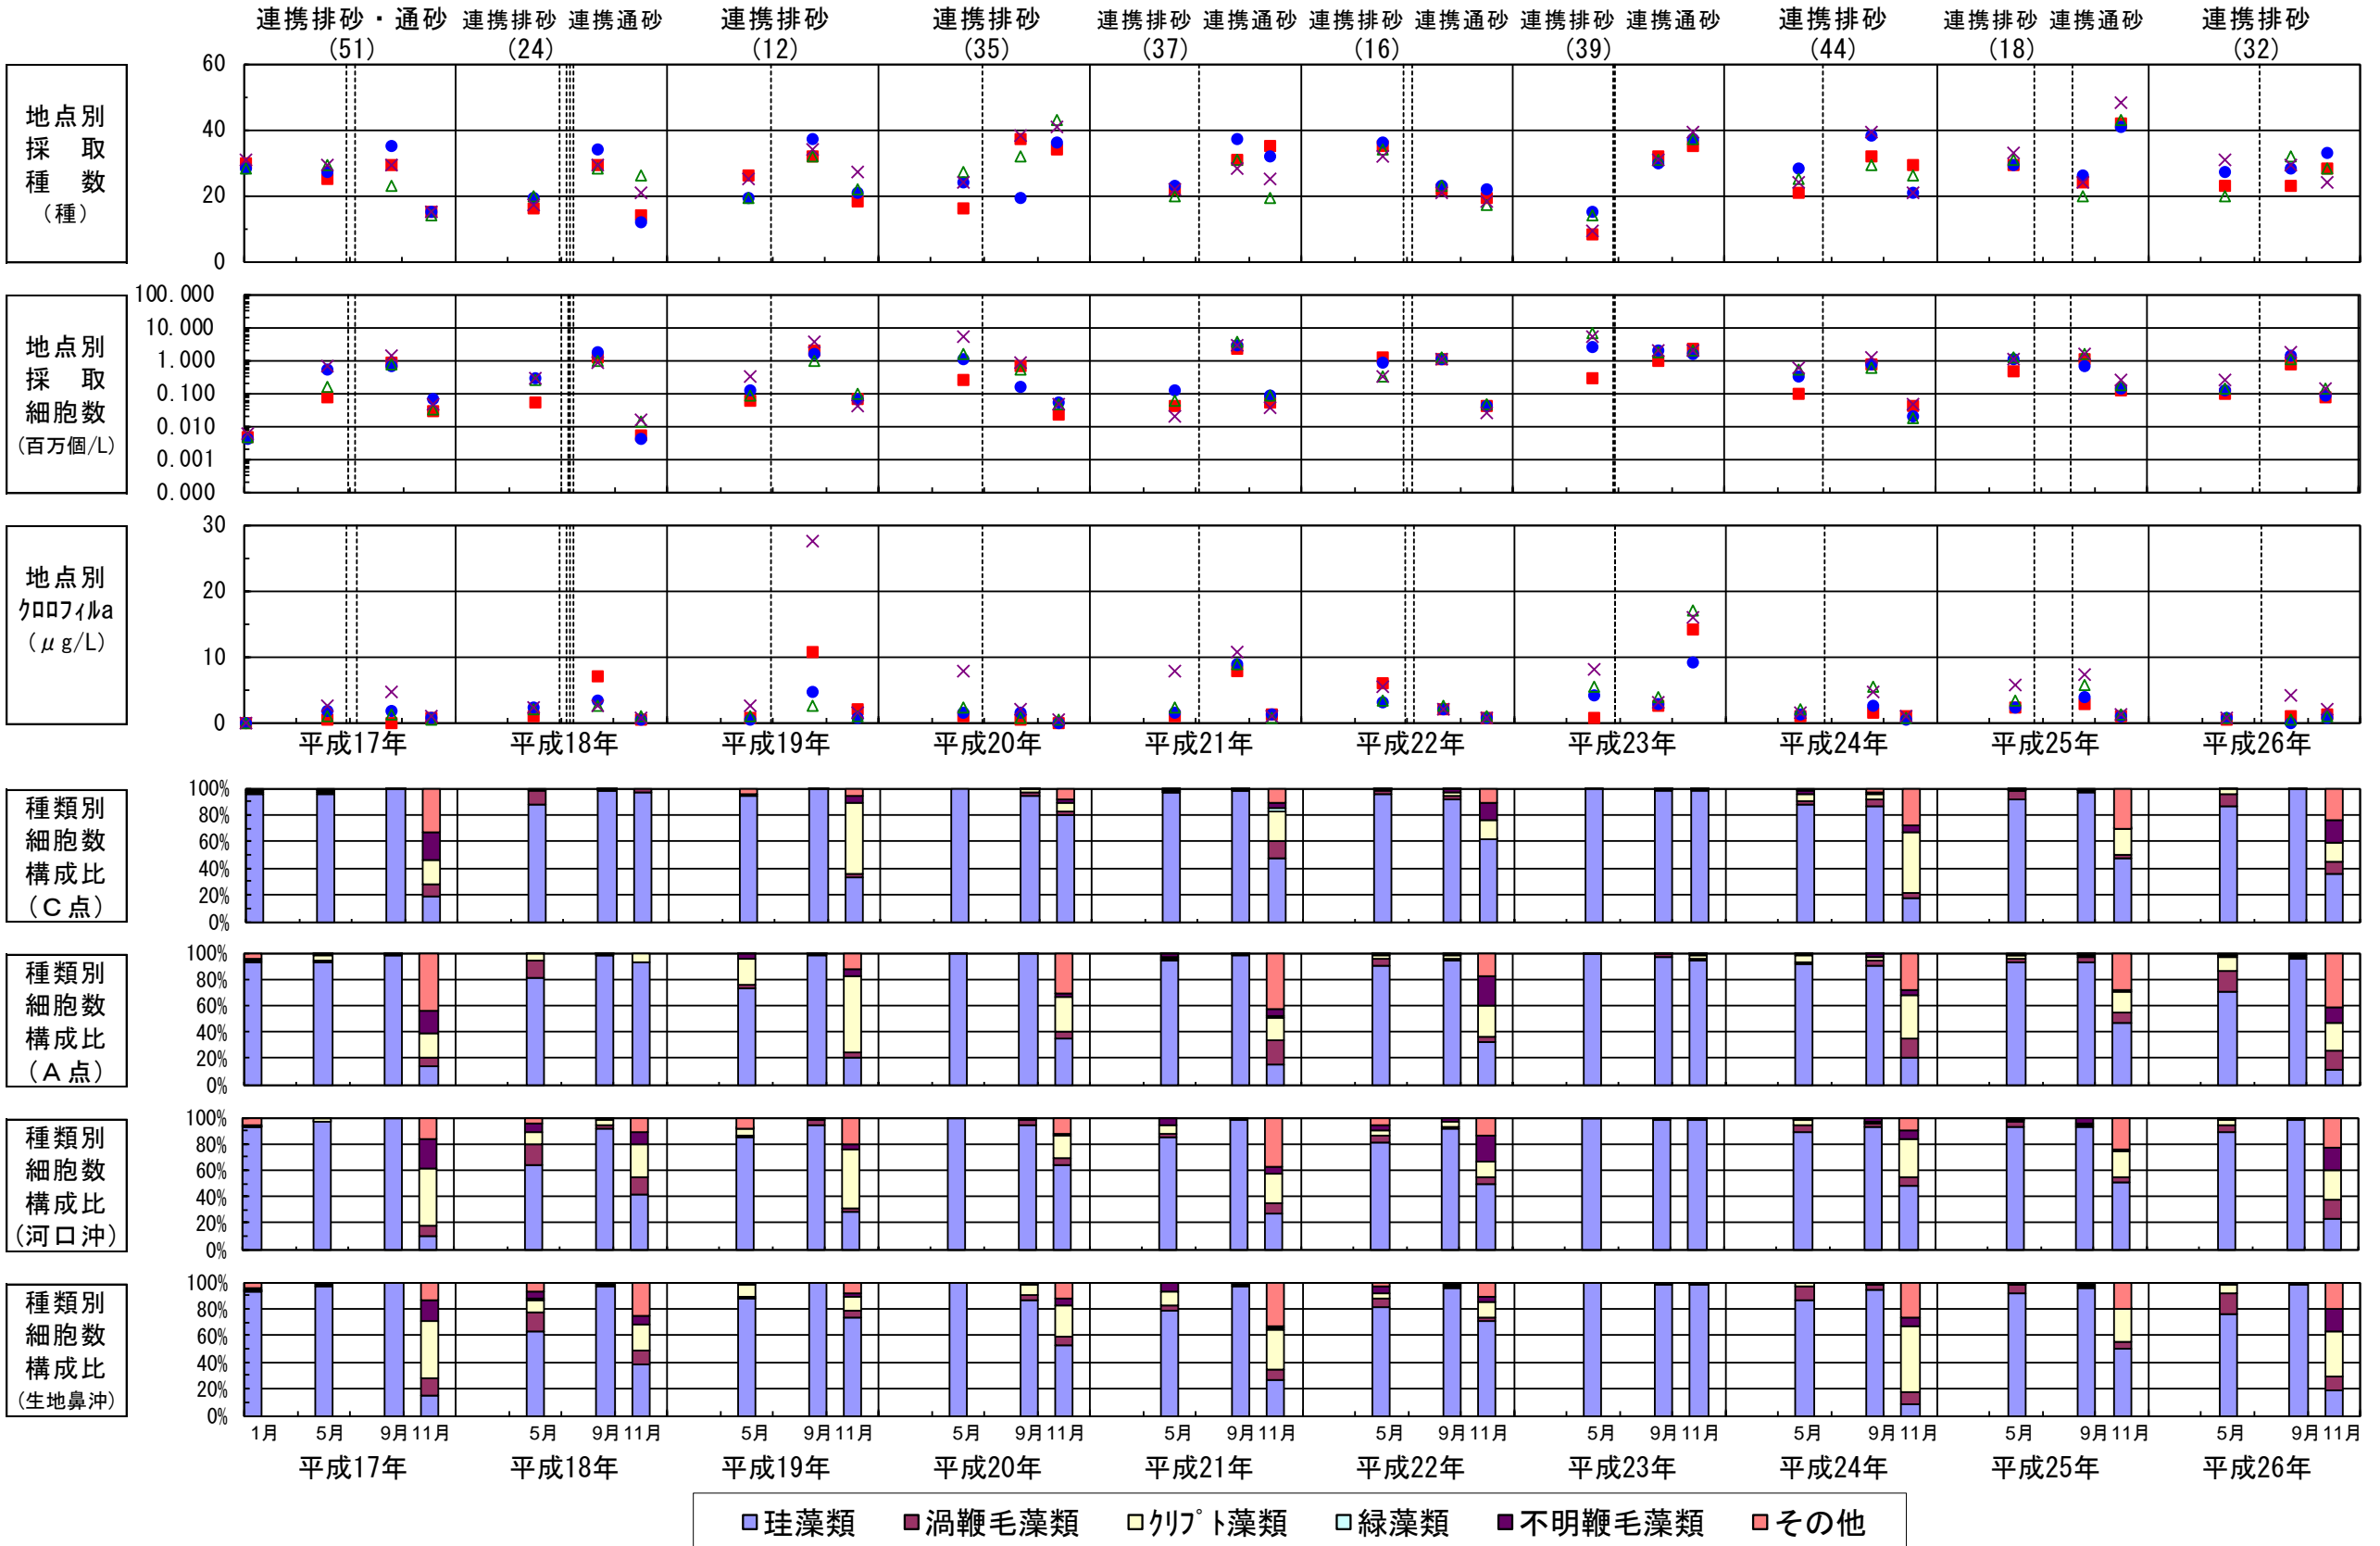 連携排砂・通砂 連携排砂 連携通砂 連携排砂 連携排砂 連携排砂 連携通砂 連携排砂 連携通砂 連携排砂 連携通砂 連携排砂 連携排砂 連携通砂 連携排砂
(51) (24) (12) (35) (37) (16) (39) (44) (18) (32)
地点別
採取
種数
(種)
60
40
20
0
地点別
採取
細胞数
(百万個/L)
100.000
10.000
1.000
0.100
0.010
0.001
0.000
地点別
クロロフィルa
(μg/L)
30
20
10
0
平成17年 平成18年 平成19年 平成20年 平成21年 平成22年 平成23年 平成24年 平成25年 平成26年
種類別
細胞数
構成比
(C点)
100%
80%
60%
40%
20%
0%
種類別
細胞数
構成比
(A点)
100%
80%
60%
40%
20%
0%
種類別
細胞数
構成比
(河口沖)
100%
80%
60%
40%
20%
0%
種類別
細胞数
構成比
(生地鼻沖)
100%
80%
60%
40%
20%
0%
1月 5月 9月 11月 5月 9月 11月 5月 9月 11月 5月 9月 11月 5月 9月 11月 5月 9月 11月 5月 9月 11月 5月 9月 11月 5月 9月 11月 5月 9月 11月
平成17年 平成18年 平成19年 平成20年 平成21年 平成22年 平成23年 平成24年 平成25年 平成26年
珪藻類 渦鞭毛藻類 クリプト藻類 緑藻類 不明鞭毛藻類 その他